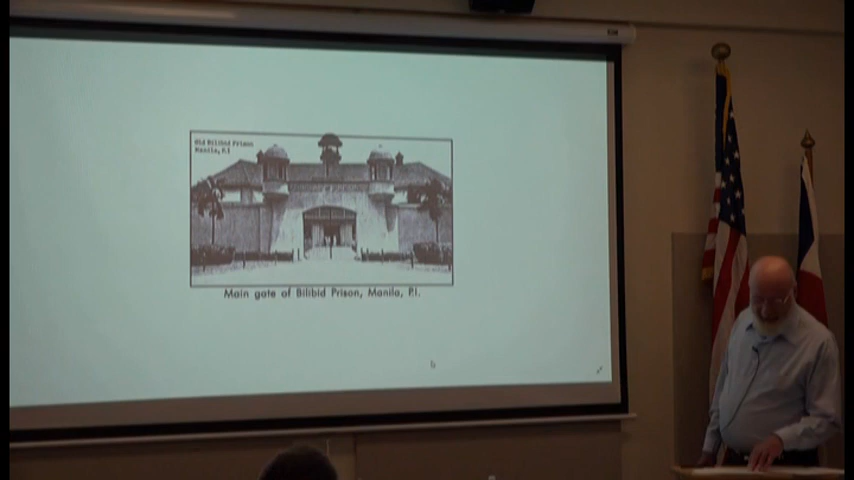 Old Bilibid Prison
Manila, P.I
Main gate of Bilibid Prison, Manila, P.I.